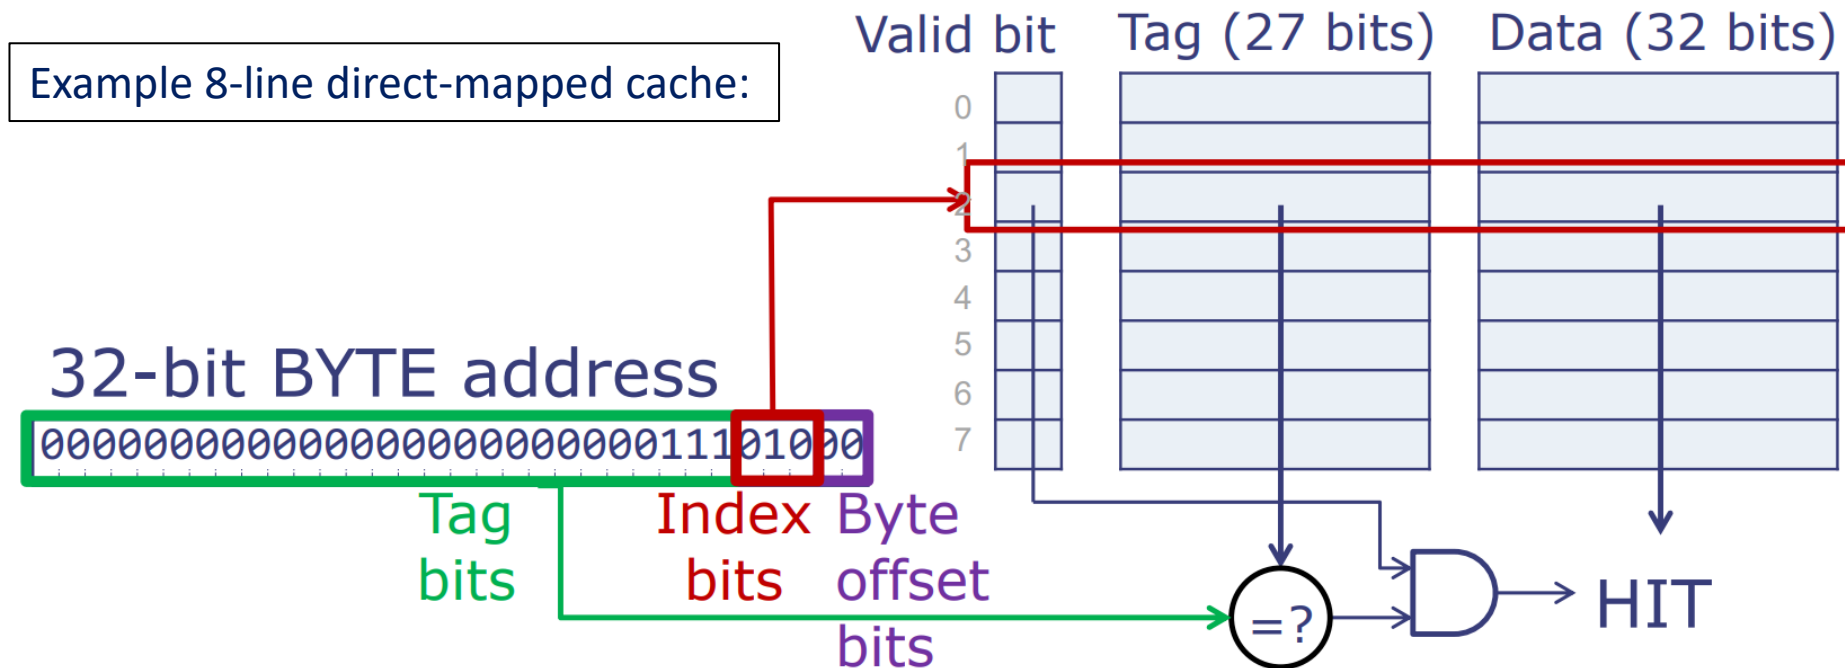 Example 8-line direct-mapped cache:
Valid bit
Tag (27 bits)
Data (32 bits)
0
1
2
3
4
5
6
7
32-bit BYTE address
00000000000000000000000011101000
Tag bits
Index bits
Byte offset bits
=?
HIT